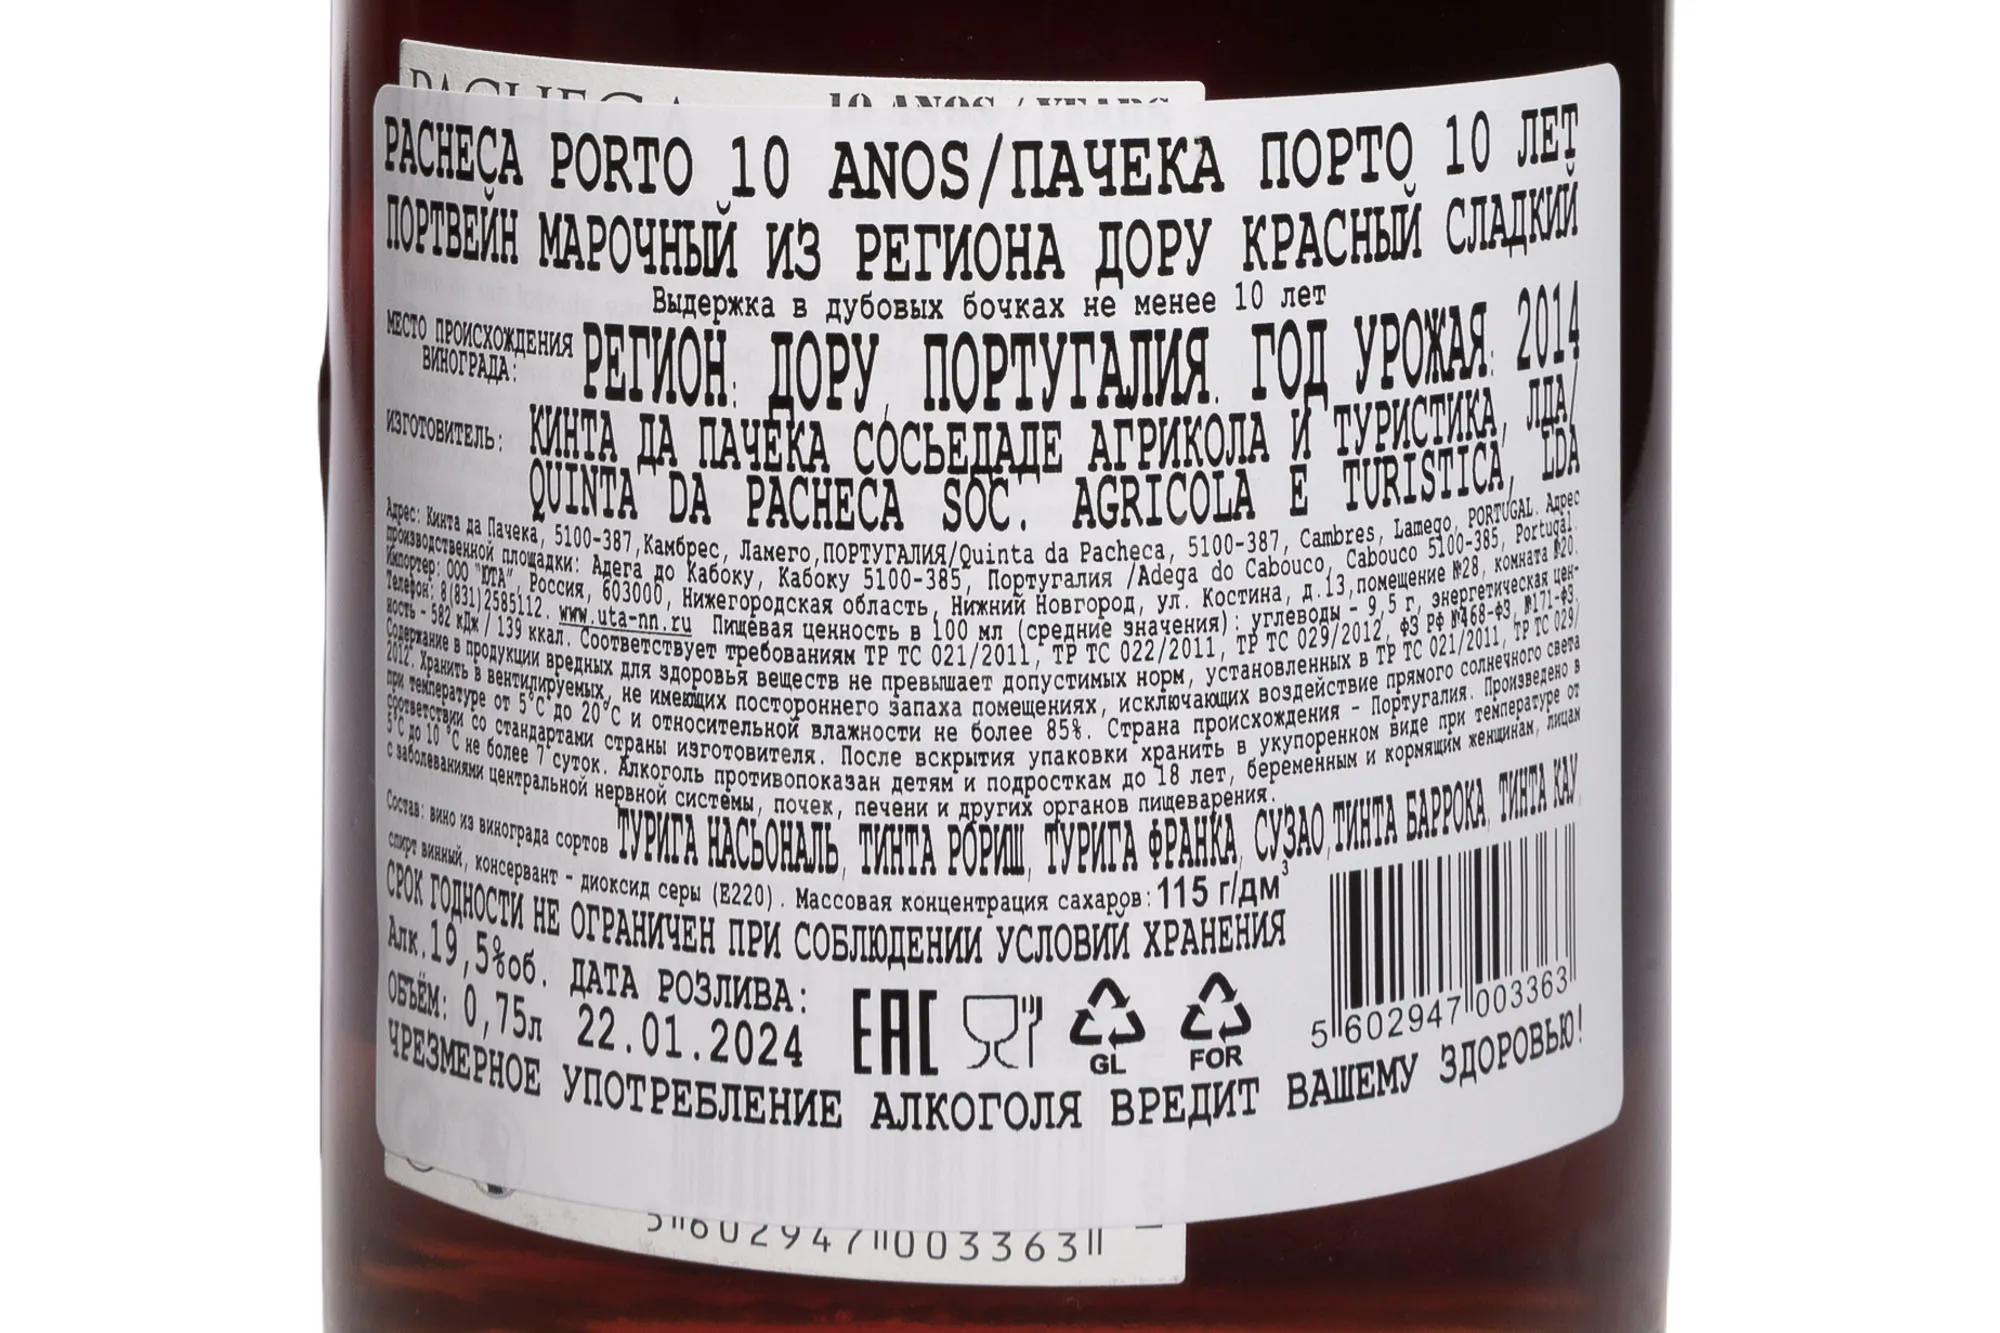 PACHECA 10 ANOS / YEARS
PACHECA PORTO 10 ANOS/ПАЧЕКА ПОРТО 10 ЛЕТ
ПОРТВЕЙН МАРОЧНЫЙ ИЗ РЕГИОНА ДОРУ КРАСНЫЙ СЛАДКИЙ
Выдержка в дубовых бочках не менее 10 лет
МЕСТО ПРОИСХОЖДЕНИЯ
ВИНОГРАДА: РЕГИОН: ДОРУ, ПОРТУГАЛИЯ. ГОД УРОЖАЯ: 2014
ИЗГОТОВИТЕЛЬ: КИНТА ДА ПАЧЕКА СОСЬЕДАДЕ АГРИКОЛА И ТУРИСТИКА, ЛДА/
QUINTA DA PACHECA SOC. AGRICOLA E TURISTICA, LDA
Адрес: Кинта да Пачека, 5100-387,Камбрес, Ламего,ПОРТУГАЛИЯ/Quinta da Pacheca, 5100-387, Cambres, Lamego, PORTUGAL. Адрес
производственной площадки: Адега до Кабоку, Кабоку 5100-385, Португалия /Adega do Cabouco, Cabouco 5100-385, Portugal.
Импортер: ООО "ЮТА", Россия, 603000, Нижегородская область, Нижний Новгород, ул. Костина, д.13,помещение №28, комната №20.
Телефон: 8(831)2585112. www.uta-nn.ru Пищевая ценность в 100 мл (средние значения): углеводы - 9,5 г, энергетическая цен-
ность - 582 кДж / 139 ккал. Соответствует требованиям ТР ТС 021/2011, ТР ТС 022/2011, ТР ТС 029/2012, ФЗ РФ №468-ФЗ, №171-ФЗ.
Содержание в продукции вредных для здоровья веществ не превышает допустимых норм, установленных в ТР ТС 021/2011, ТР ТС 029/
2012. Хранить в вентилируемых, не имеющих постороннего запаха помещениях, исключающих воздействие прямого солнечного света
при температуре от 5°С до 20°С и относительной влажности не более 85%. Страна происхождения - Португалия. Произведено в
соответствии со стандартами страны изготовителя. После вскрытия упаковки хранить в укупоренном виде при температуре от
5°С до 10 °С не более 7 суток. Алкоголь противопоказан детям и подросткам до 18 лет, беременным и кормящим женщинам, лицам
с заболеваниями центральной нервной системы, почек, печени и других органов пищеварения.
Состав: вино из винограда сортов ТУРИГА НАСЬОНАЛЬ, ТИНТА РОРИШ, ТУРИГА ФРАНКА, СУЗАО,ТИНТА БАРРОКА, ТИНТА КАУ,
спирт винный, консервант - диоксид серы (Е220). Массовая концентрация сахаров: 115 г/дм³
СРОК ГОДНОСТИ НЕ ОГРАНИЧЕН ПРИ СОБЛЮДЕНИИ УСЛОВИЙ ХРАНЕНИЯ
Алк.19,5%об. ДАТА РОЗЛИВА:
ОБЪЁМ: 0,75л 22.01.2024
EAC GL FOR
5 602947 003363
ЧРЕЗМЕРНОЕ УПОТРЕБЛЕНИЕ АЛКОГОЛЯ ВРЕДИТ ВАШЕМУ ЗДОРОВЬЮ!
5 602947 003363